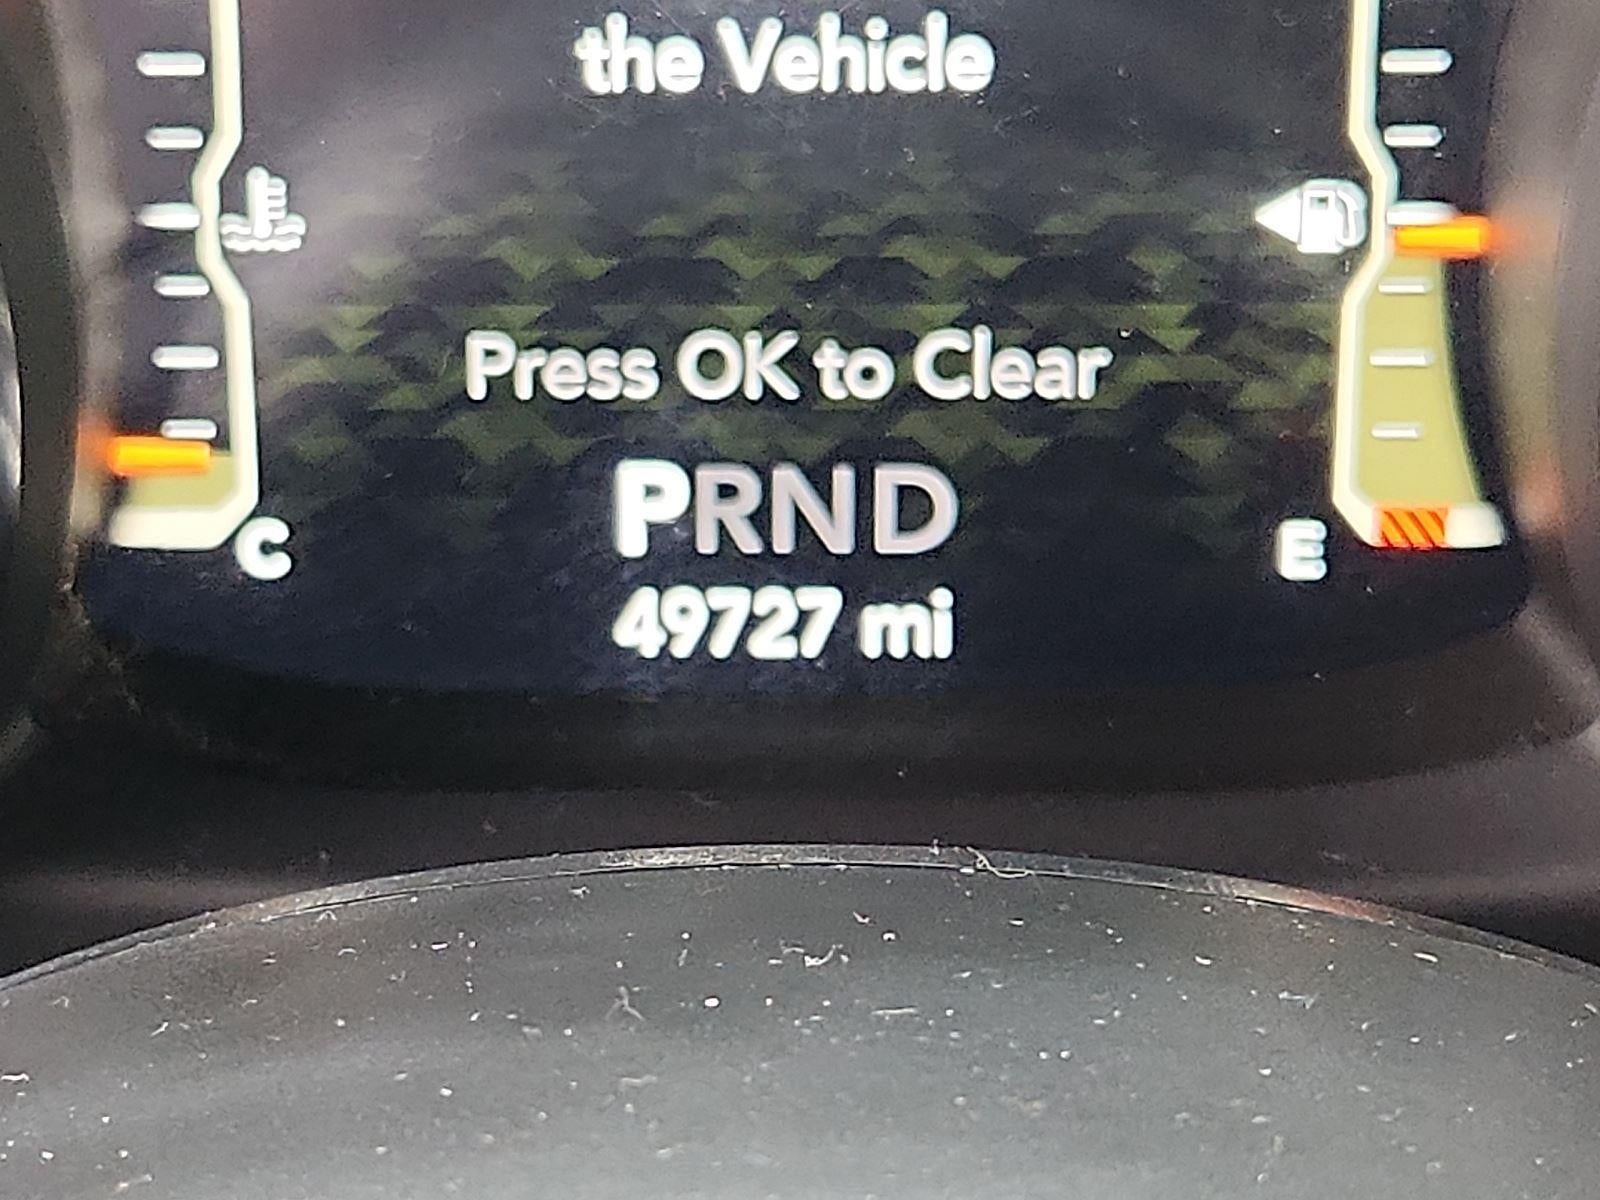 the Vehicle
Press OK to Clear
PRND
C
E
49727 mi